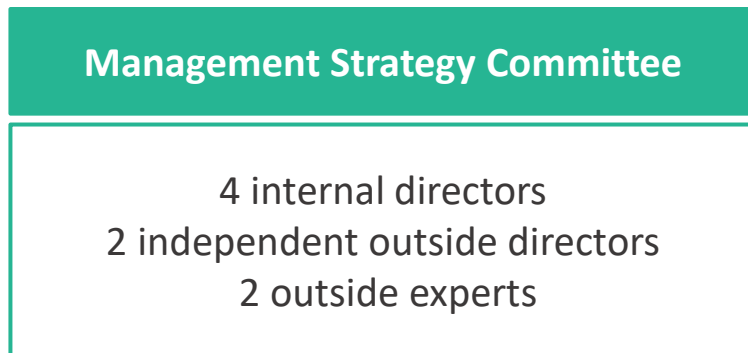 Management Strategy Committee
4 internal directors
2 independent outside directors
2 outside experts